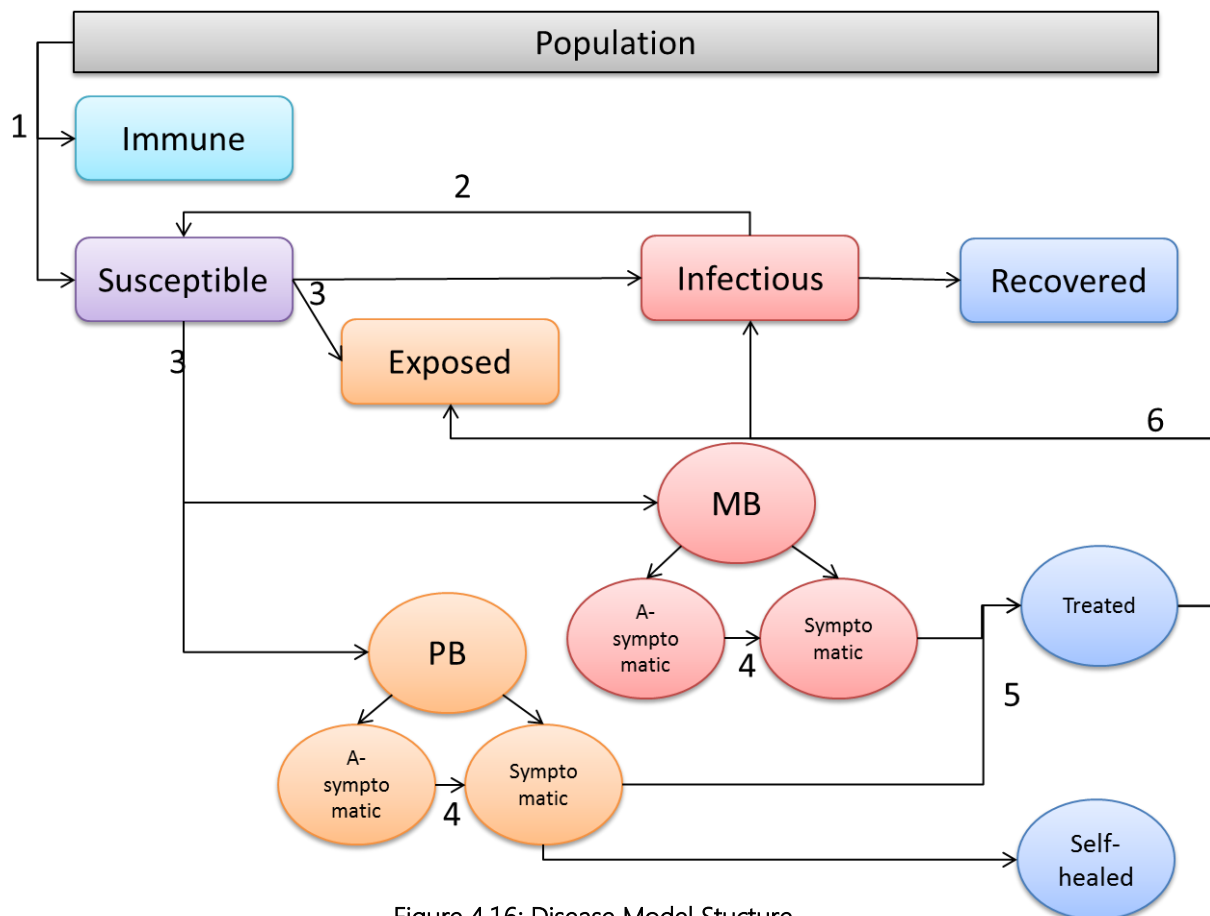 Population
1
Immune
2
Susceptible
3
Infectious
Recovered
3
Exposed
6
MB
A-
sympto
matic
4
Sympto
matic
Treated
PB
5
A-
sympto
matic
4
Sympto
matic
Self-
healed
Figure 4.16: Disease Model Stucture